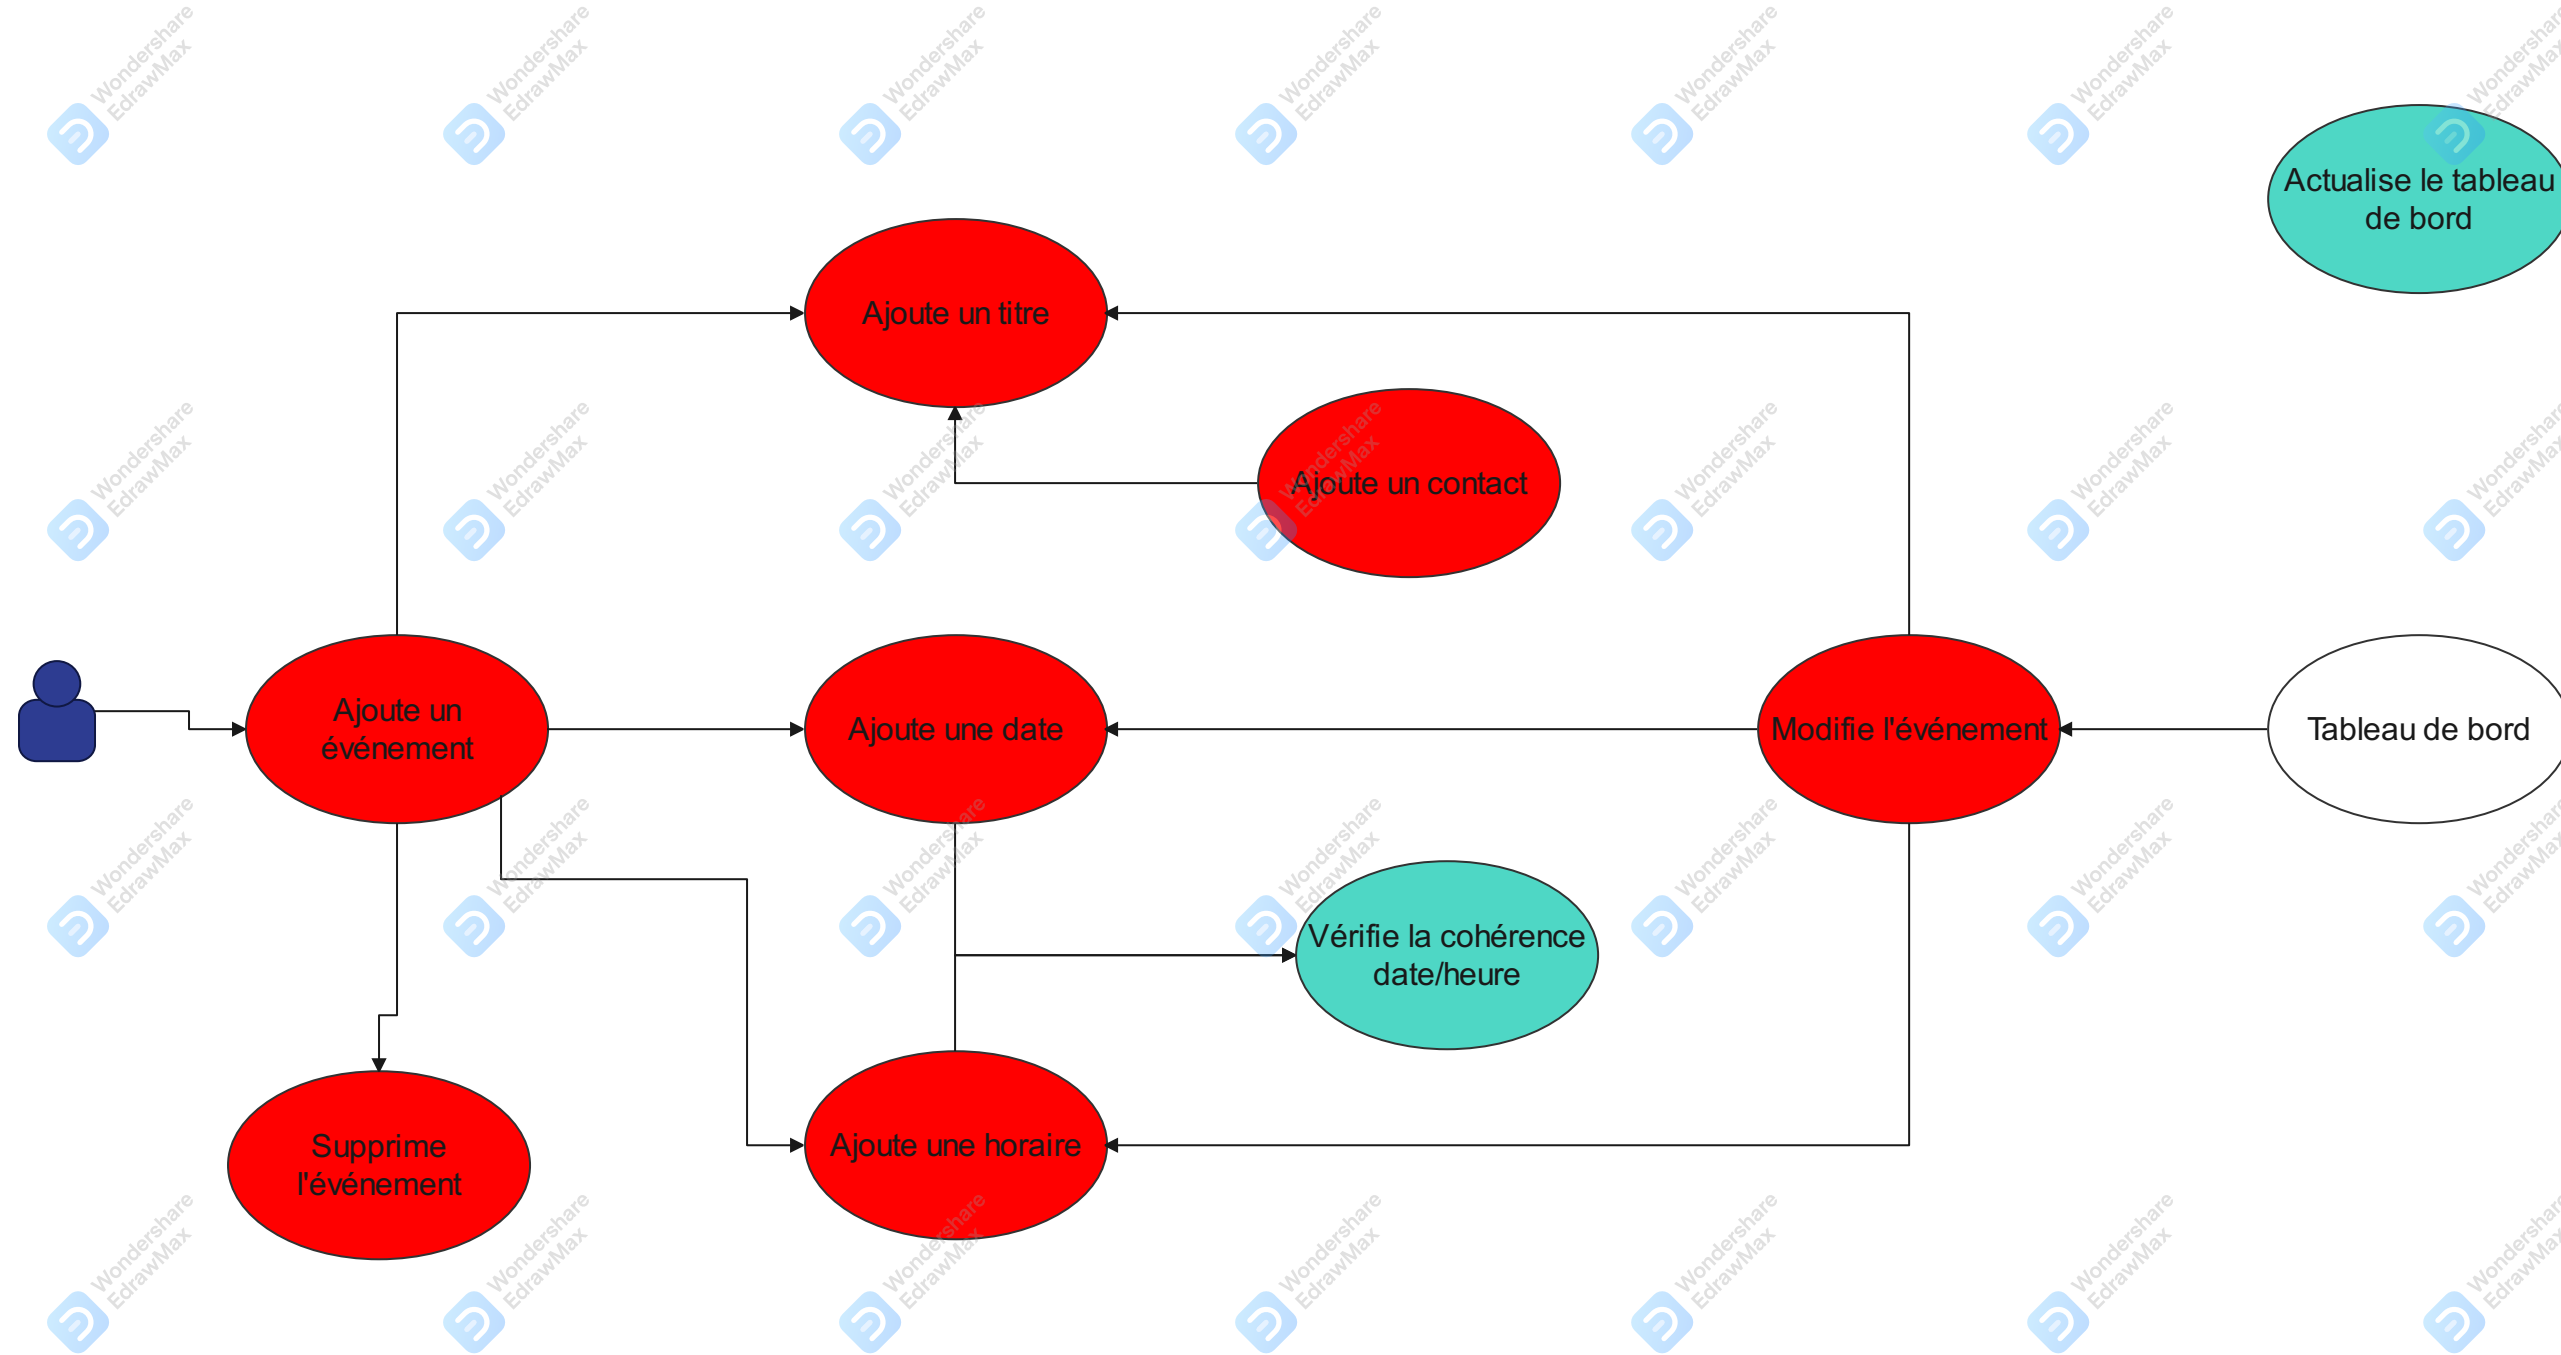 Wondershare
EdrawMax
Actualise le tableau
de bord
Ajoute un titre
Ajoute un contact
Ajoute un
événement
Ajoute une date
Modifie l'événement
Tableau de bord
Vérifie la cohérence
date/heure
Supprime
l'événement
Ajoute une horaire